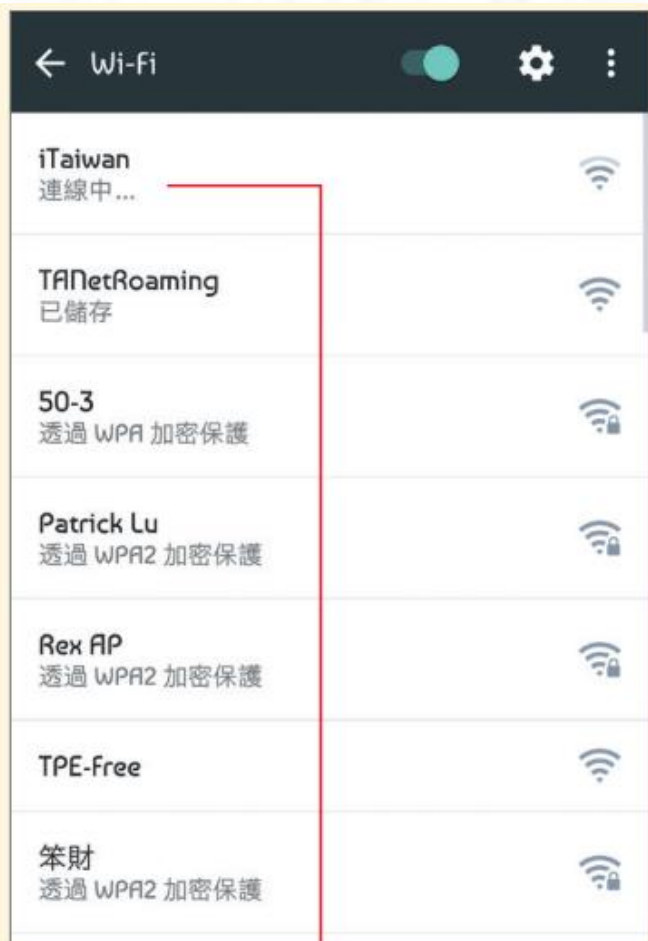 Wi-Fi
iTaiwan
連線中...
TANetRoaming
已儲存
50-3
透過 WPA 加密保護
Patrick Lu
透過 WPA2 加密保護
Rex AP
透過 WPA2 加密保護
TPE-Free
笨財
透過 WPA2 加密保護